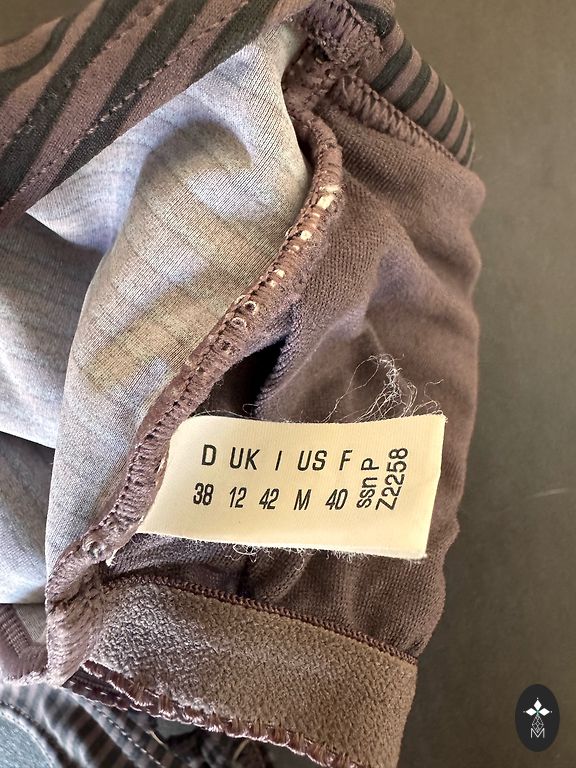 D UK I US F
38 12 42 M 40
ssn P
Z2258
M